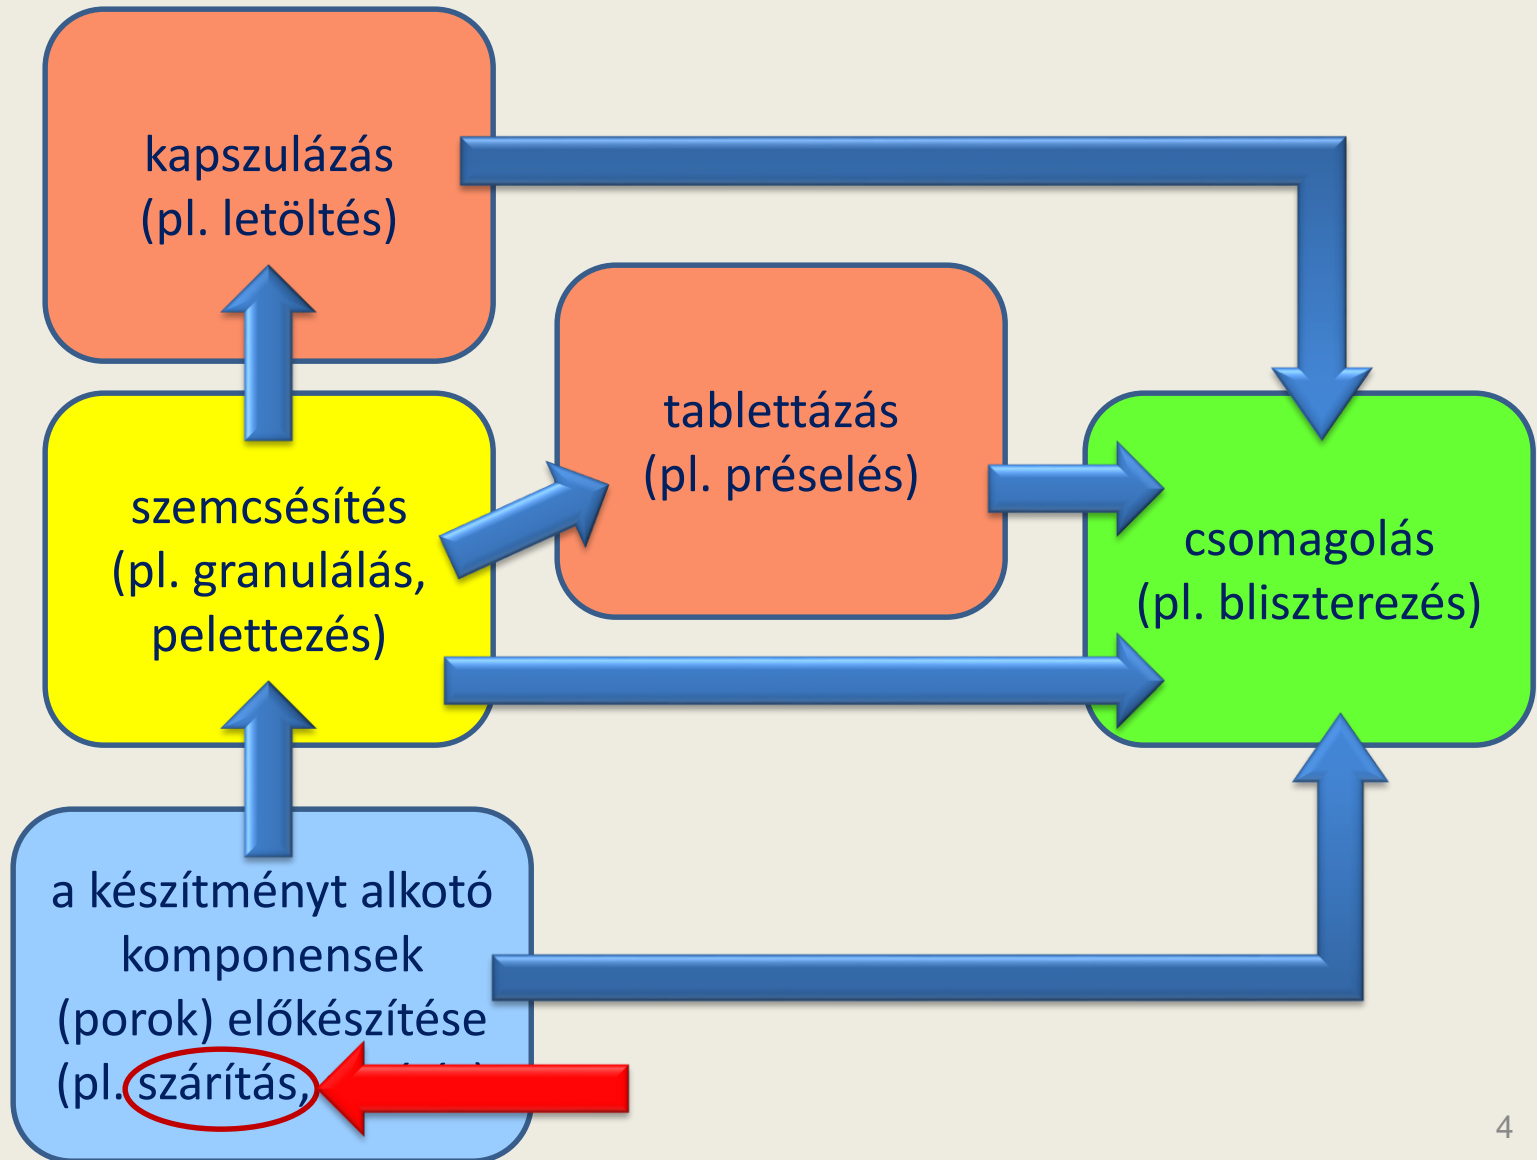 kapszulázás
(pl. letöltés)
tablettázás
(pl. préselés)
szemcsésítés
(pl. granulálás,
pelettezés)
csomagolás
(pl. bliszterezés)
a készítményt alkotó
komponensek
(porok) előkészítése
(pl. szárítás,
4